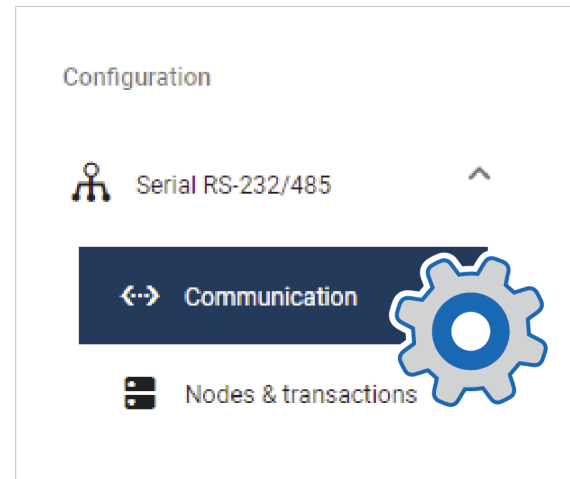 Configuration
Serial RS-232/485
Communication
Nodes & transactions